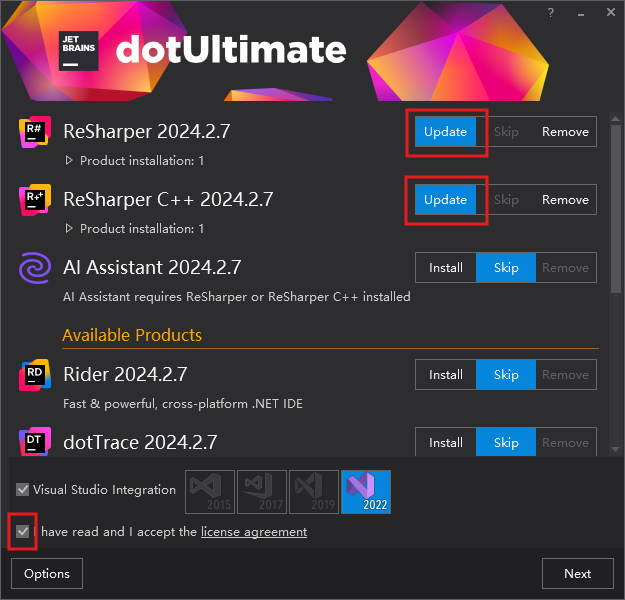 ?
JET
BRAINS
dotUltimate
R#
ReSharper 2024.2.7
Update Skip Remove
Product installation: 1
R++
ReSharper C++ 2024.2.7
Update Skip Remove
Product installation: 1
AI Assistant 2024.2.7
Install Skip Remove
AI Assistant requires ReSharper or ReSharper C++ installed
Available Products
RD
Rider 2024.2.7
Install Skip Remove
Fast & powerful, cross-platform .NET IDE
DT
dotTrace 2024.2.7
Install Skip Remove
Visual Studio Integration
2015 2017 2019 2022
I have read and I accept the license agreement
Options
Next